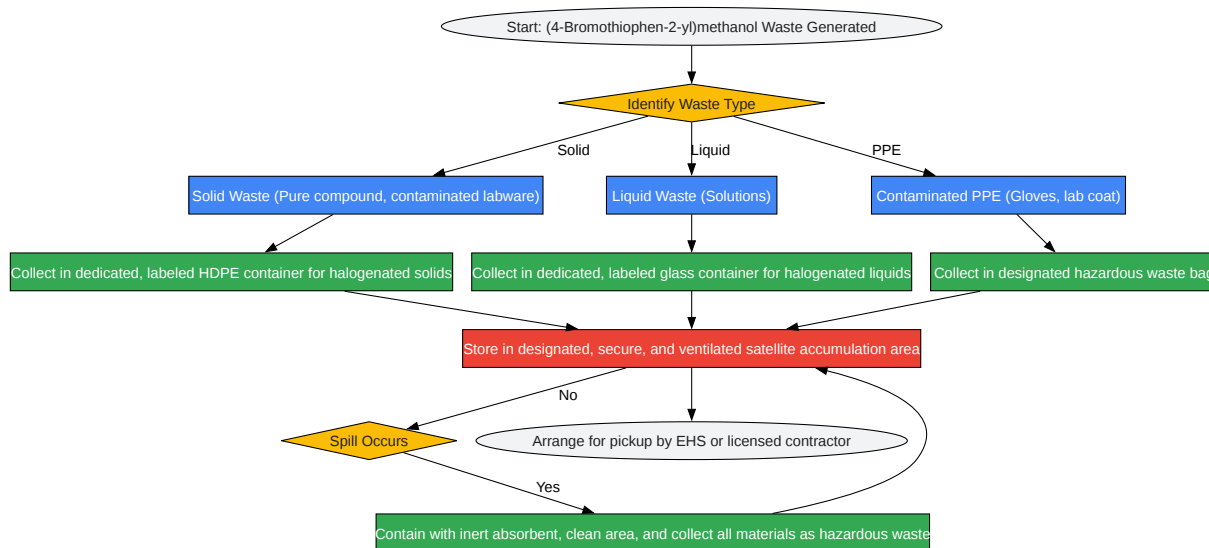 Start: (4-Bromothiophen-2-yl)methanol Waste Generated
Identify Waste Type
Solid
Liquid
PPE
Solid Waste (Pure compound, contaminated labware)
Liquid Waste (Solutions)
Contaminated PPE (Gloves, lab coat)
Collect in dedicated, labeled HDPE container for halogenated solids
Collect in dedicated, labeled glass container for halogenated liquids
Collect in designated hazardous waste bag
Store in designated, secure, and ventilated satellite accumulation area
No
Spill Occurs
Arrange for pickup by EHS or licensed contractor
Yes
Contain with inert absorbent, clean area, and collect all materials as hazardous waste